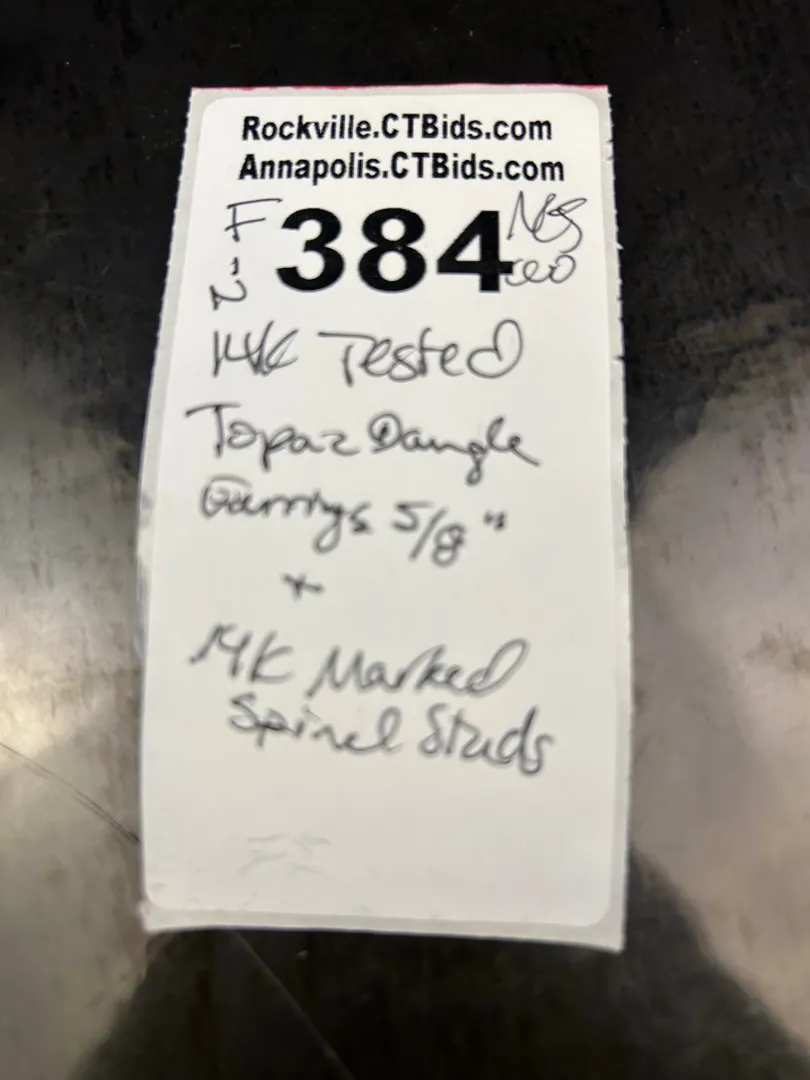 Rockville.CTBids.com
Annapolis.CTBids.com
F 384
14K Tested
Topaz Dangle
Earrings 5/8"
+
14K Marked
Spinel Studs